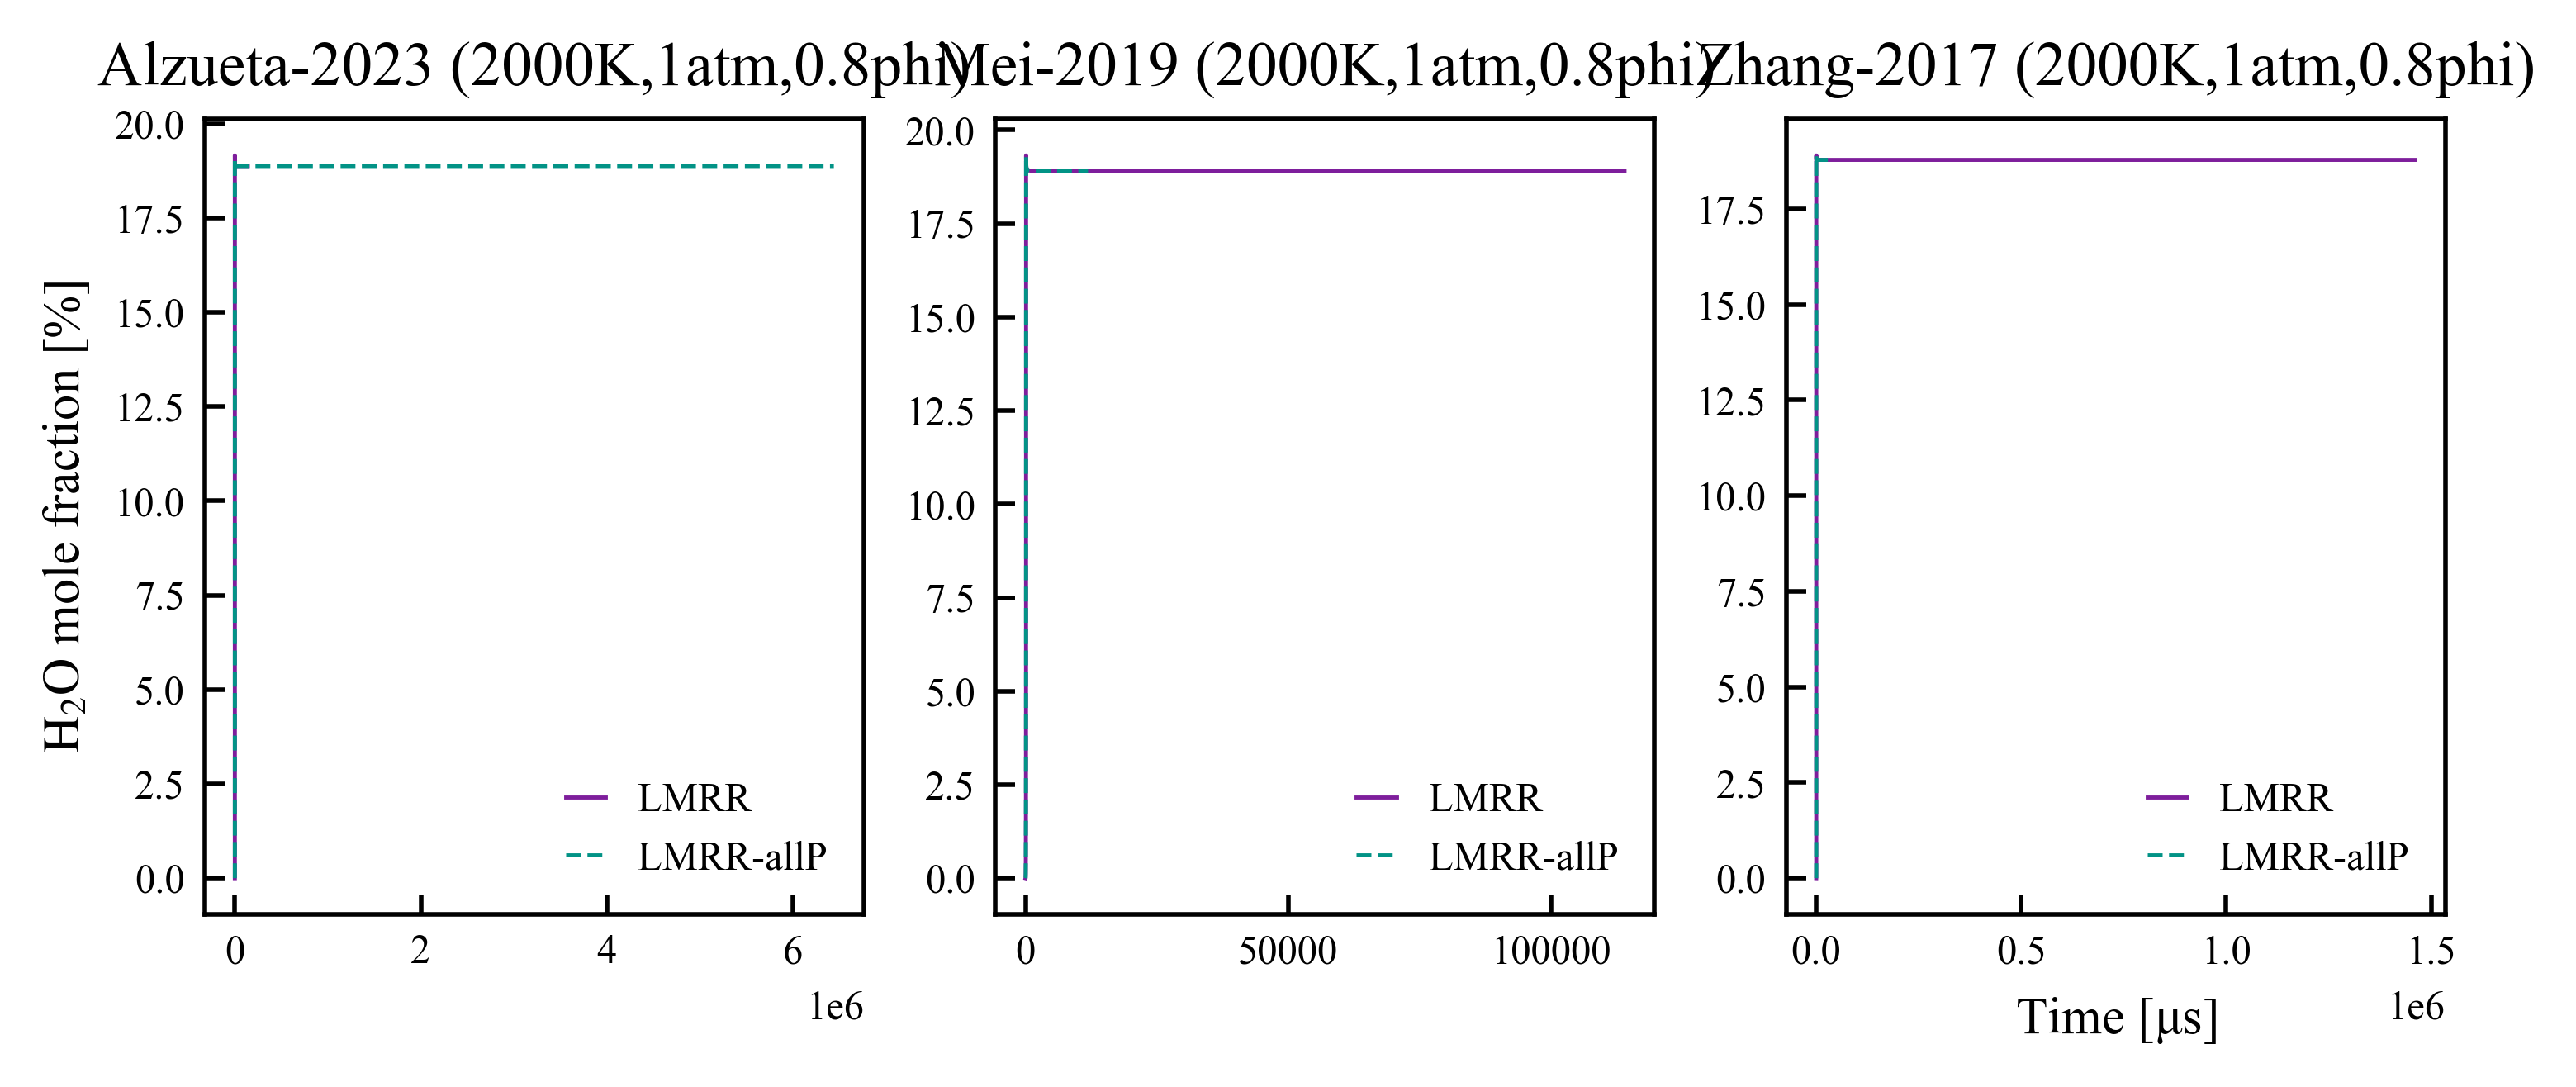 Alzueta-2023 (2000K,1atm,0.8phi)
Mei-2019 (2000K,1atm,0.8phi)
Zhang-2017 (2000K,1atm,0.8phi)
H₂O mole fraction [%]
20.0
17.5
15.0
12.5
10.0
7.5
5.0
2.5
0.0
LMRR
LMRR-allP
0 2 4 6
1e6
20.0
17.5
15.0
12.5
10.0
7.5
5.0
2.5
0.0
LMRR
LMRR-allP
0 50000 100000
17.5
15.0
12.5
10.0
7.5
5.0
2.5
0.0
LMRR
LMRR-allP
0.0 0.5 1.0 1.5
1e6
Time [μs]